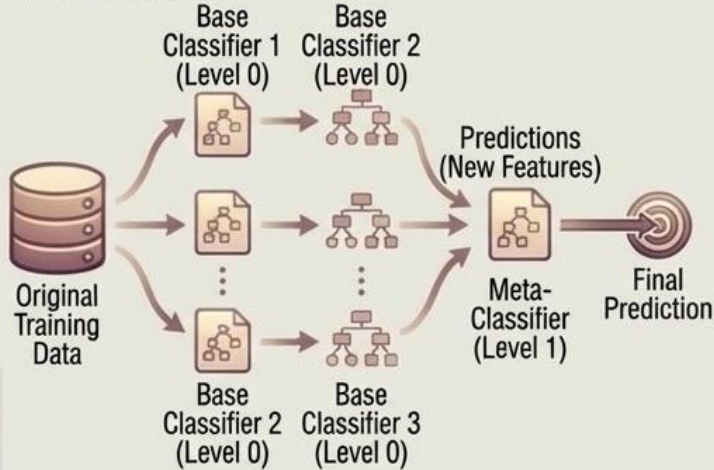 Base
Classifier 1
(Level 0)
Base
Classifier 2
(Level 0)
Predictions
(New Features)
Original
Training
Data
Meta-
Classifier
(Level 1)
Final
Prediction
Base
Classifier 2
(Level 0)
Base
Classifier 3
(Level 0)